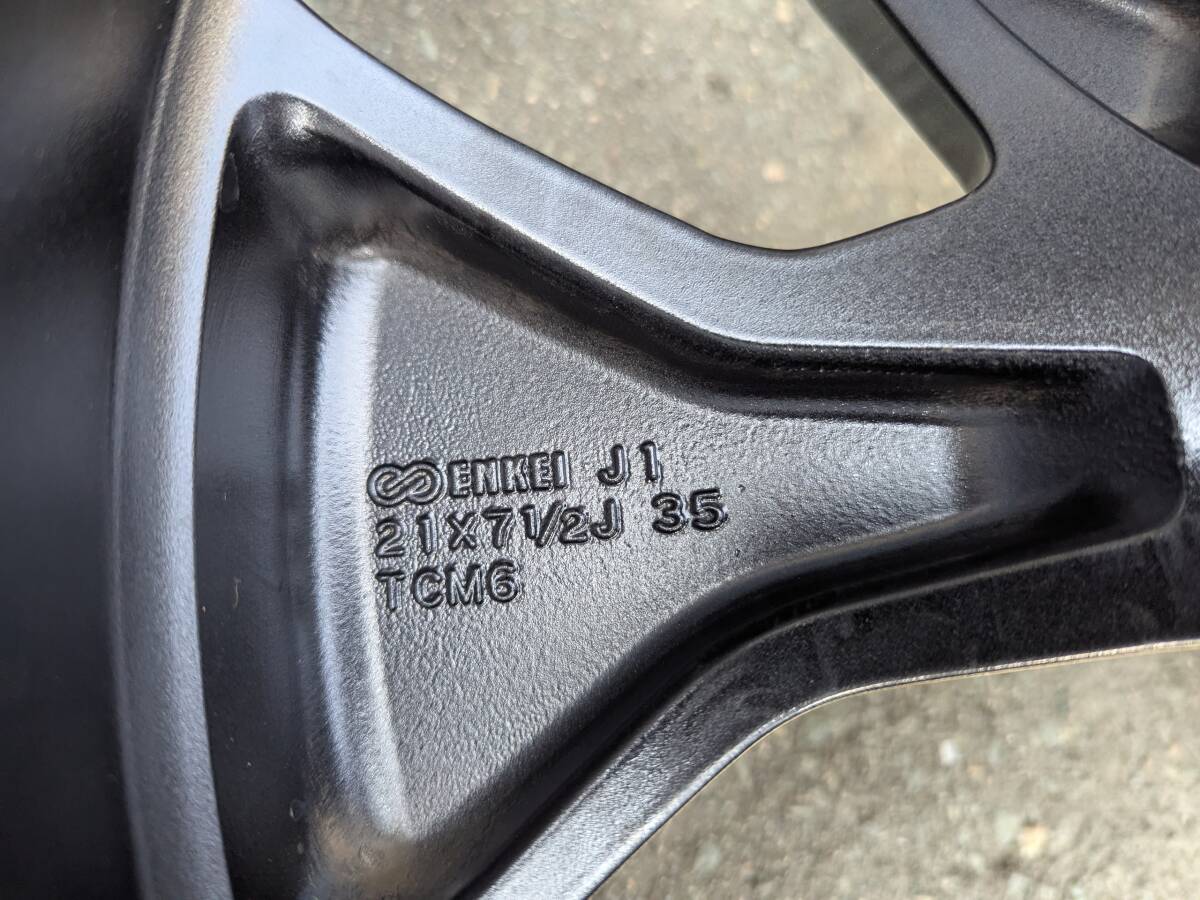 ENKEI J1
21X7½J 35
TCM6